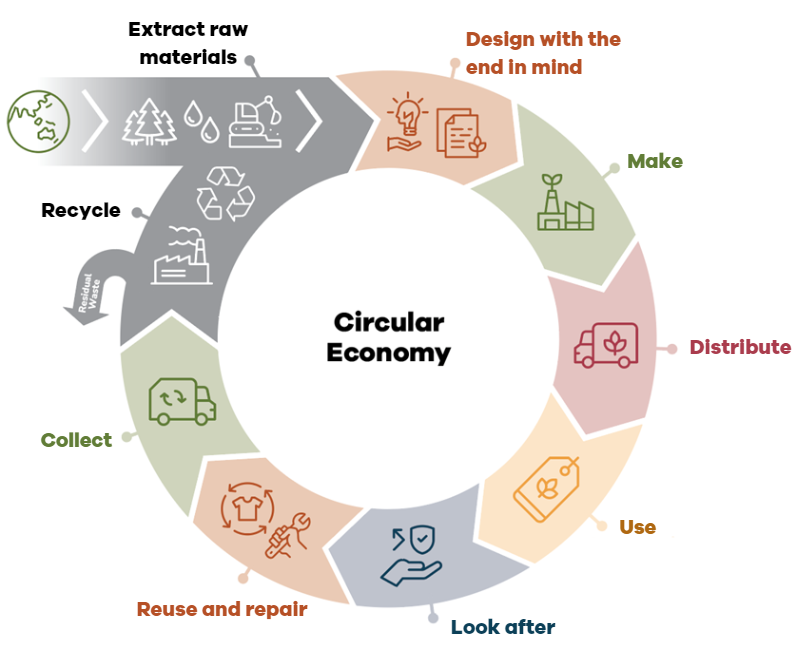 Extract raw
materials
Design with the
end in mind
Make
Recycle
Residual
Waste
Circular
Economy
Distribute
Collect
Use
Reuse and repair
Look after